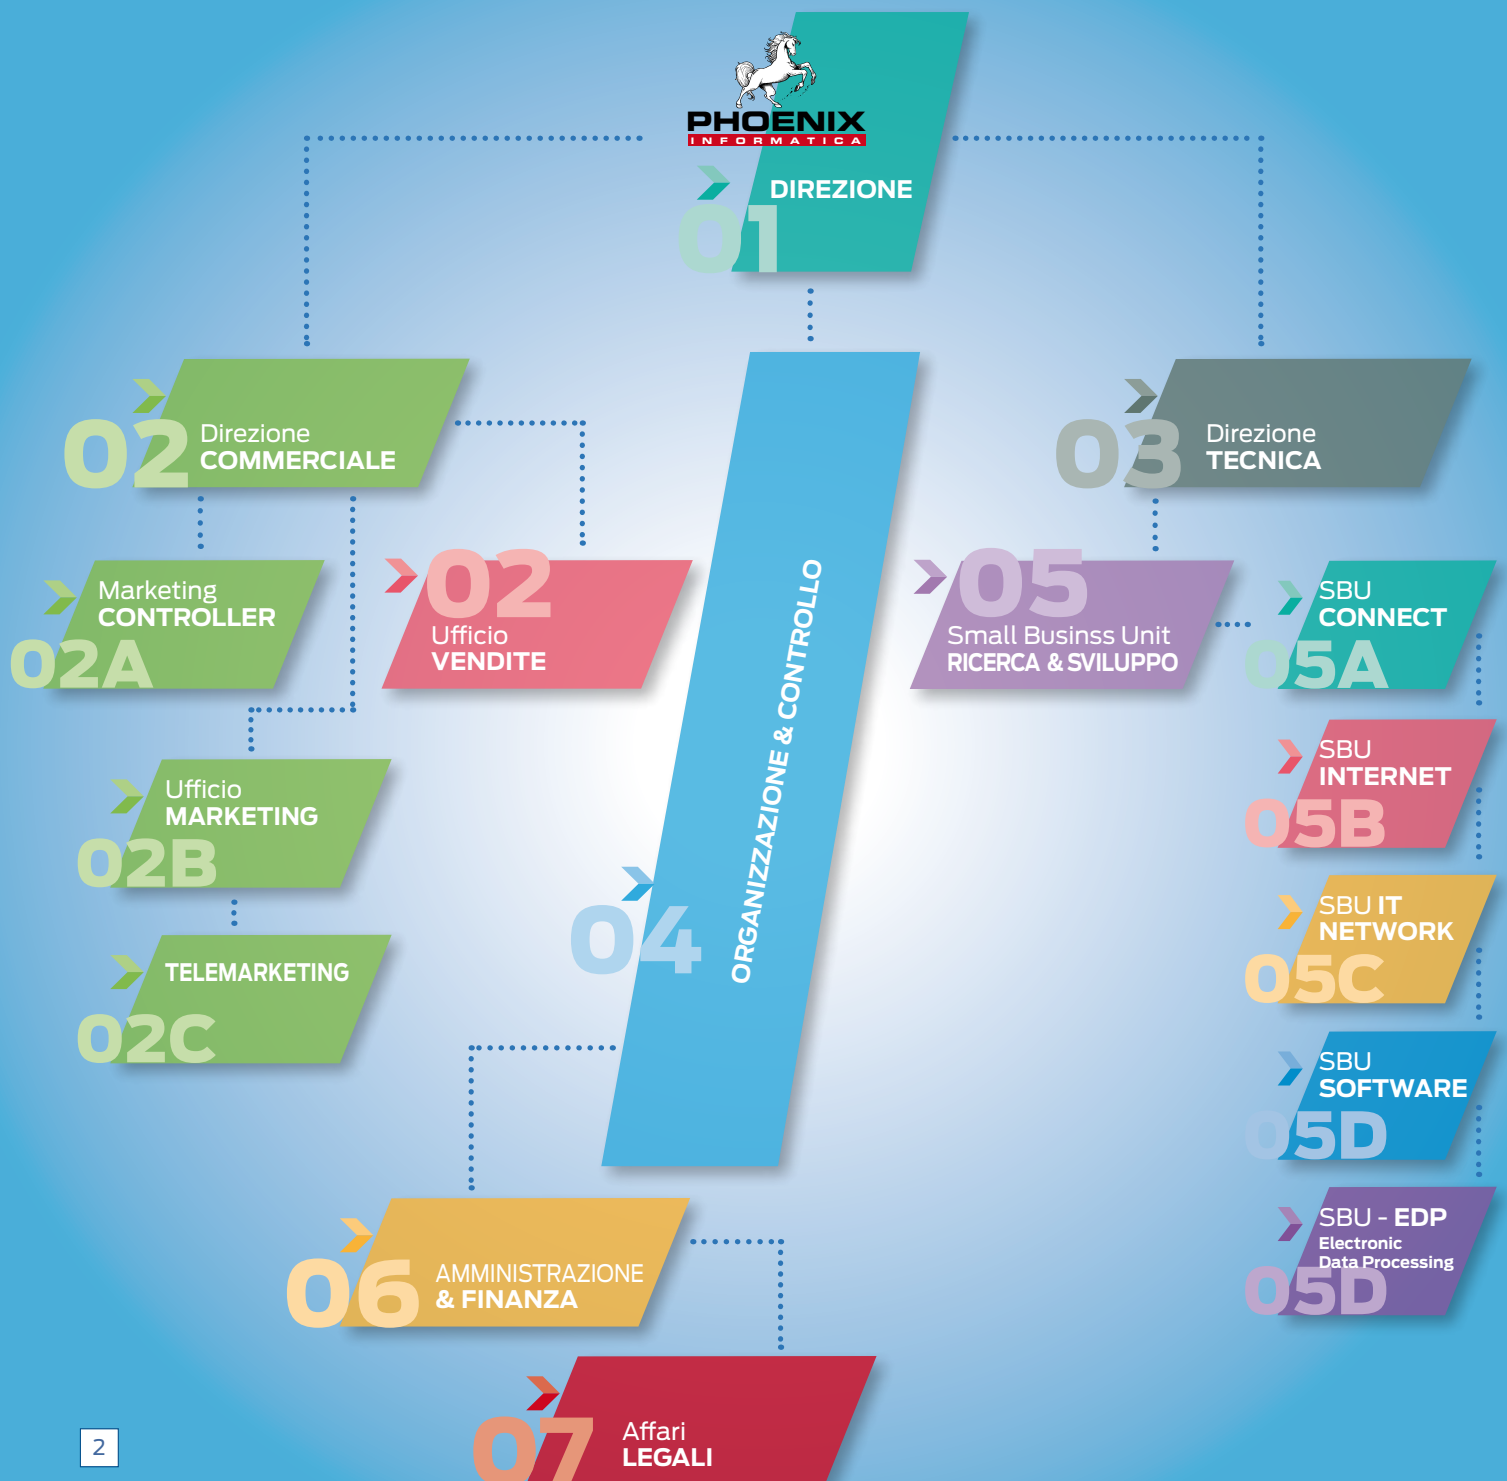 PHOENIX
INFORMATICA
DIREZIONE
01
02
Direzione
COMMERCIALE
03
Direzione
TECNICA
Marketing
CONTROLLER
02A
02
Ufficio
VENDITE
ORGANIZZAZIONE & CONTROLLO
04
05
Small Businss Unit
RICERCA & SVILUPPO
SBU
CONNECT
05A
Ufficio
MARKETING
02B
SBU
INTERNET
05B
TELEMARKETING
02C
SBU IT
NETWORK
05C
SBU
SOFTWARE
05D
SBU - EDP
Electronic
Data Processing
05D
06
AMMINISTRAZIONE
& FINANZA
07
Affari
LEGALI
2